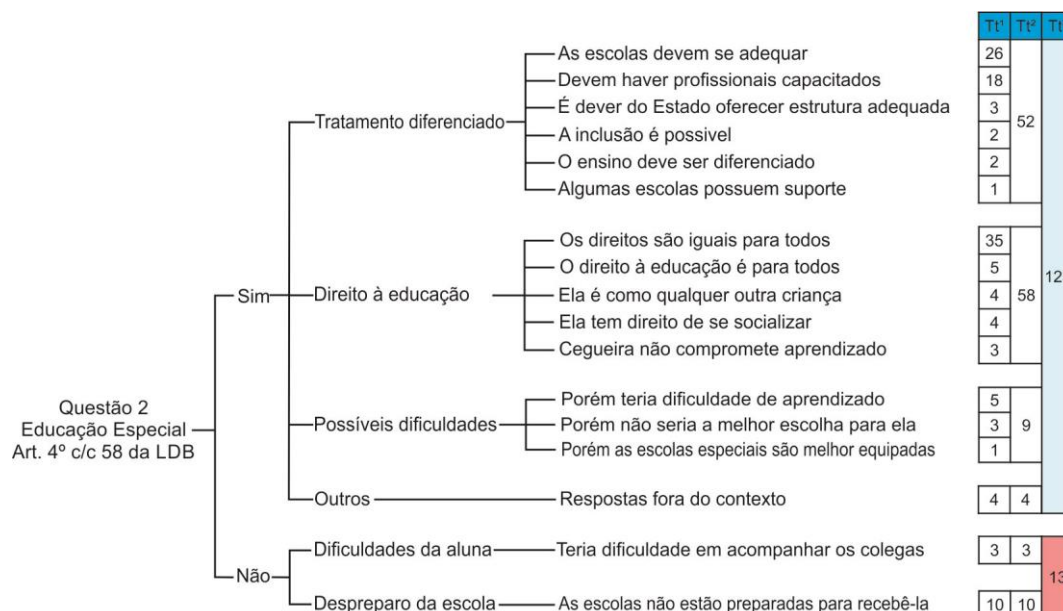 Tt¹ Tt² Tt
As escolas devem se adequar 26
Devem haver profissionais capacitados 18
É dever do Estado oferecer estrutura adequada 3
Tratamento diferenciado 52
A inclusão é possivel 2
O ensino deve ser diferenciado 2
Algumas escolas possuem suporte 1
Os direitos são iguais para todos 35
O direito à educação é para todos 5
Sim Direito à educação Ela é como qualquer outra criança 4 58 12
Ela tem direito de se socializar 4
Cegueira não compromete aprendizado 3
Questão 2
Educação Especial
Art. 4º c/c 58 da LDB
Porém teria dificuldade de aprendizado 5
Possíveis dificuldades Porém não seria a melhor escolha para ela 3 9
Porém as escolas especiais são melhor equipadas 1
Outros Respostas fora do contexto 4 4
Dificuldades da aluna Teria dificuldade em acompanhar os colegas 3 3
Não 13
Despreparo da escola As escolas não estão preparadas para recebê-la 10 10